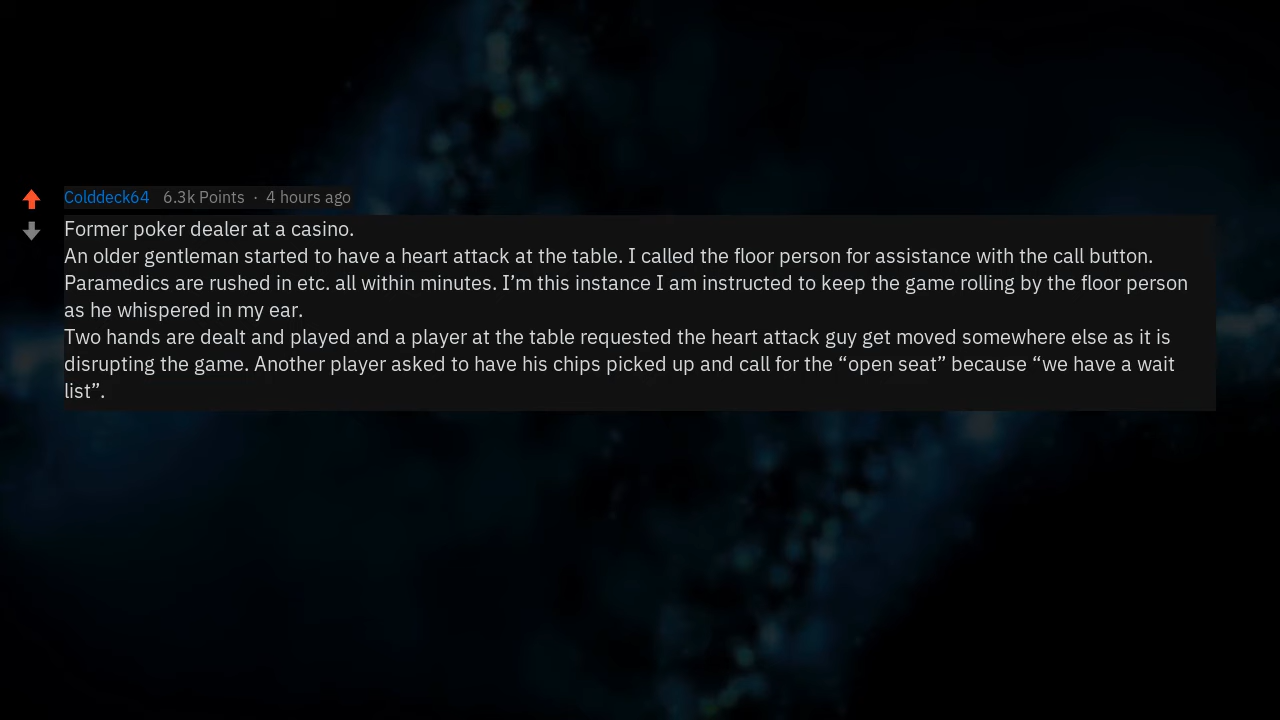 Colddeck64 6.3k Points · 4 hours ago
Former poker dealer at a casino.
An older gentleman started to have a heart attack at the table. I called the floor person for assistance with the call button.
Paramedics are rushed in etc. all within minutes. I’m this instance I am instructed to keep the game rolling by the floor person
as he whispered in my ear.
Two hands are dealt and played and a player at the table requested the heart attack guy get moved somewhere else as it is
disrupting the game. Another player asked to have his chips picked up and call for the “open seat” because “we have a wait
list”.